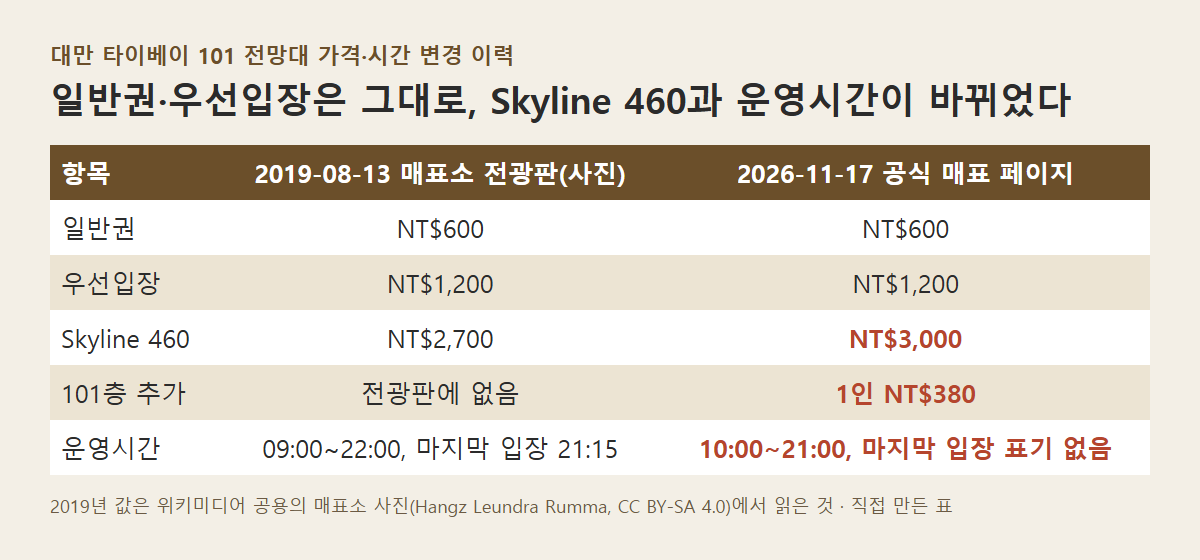 대만 타이베이 101 전망대 가격·시간 변경 이력
일반권·우선입장은 그대로, Skyline 460과 운영시간이 바뀌었다
항목 2019-08-13 매표소 전광판(사진) 2026-11-17 공식 매표 페이지
일반권 NT$600 NT$600
우선입장 NT$1,200 NT$1,200
Skyline 460 NT$2,700 NT$3,000
101층 추가 전광판에 없음 1인 NT$380
운영시간 09:00~22:00, 마지막 입장 21:15 10:00~21:00, 마지막 입장 표기 없음
2019년 값은 위키미디어 공용의 매표소 사진(Hangz Leundra Rumma, CC BY-SA 4.0)에서 읽은 것 · 직접 만든 표